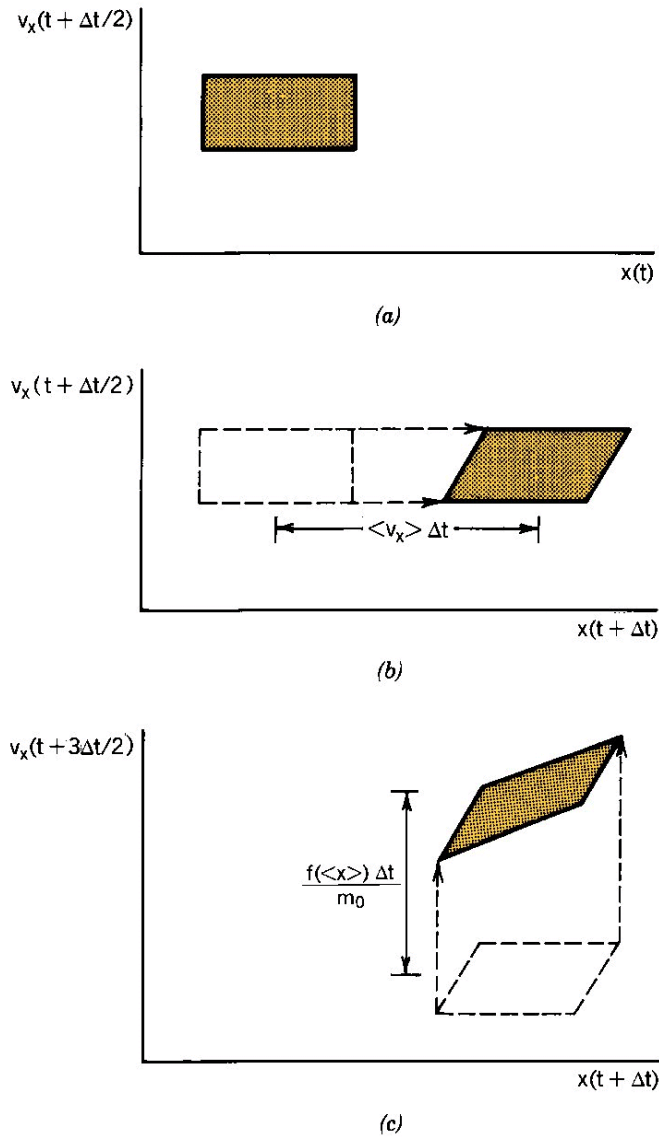 vₓ(t + Δt/2)
x(t)
(a)
vₓ(t + Δt/2)
<vₓ> Δt
x(t + Δt)
(b)
vₓ(t + 3Δt/2)
f(<x>) Δt
m₀
x(t + Δt)
(c)